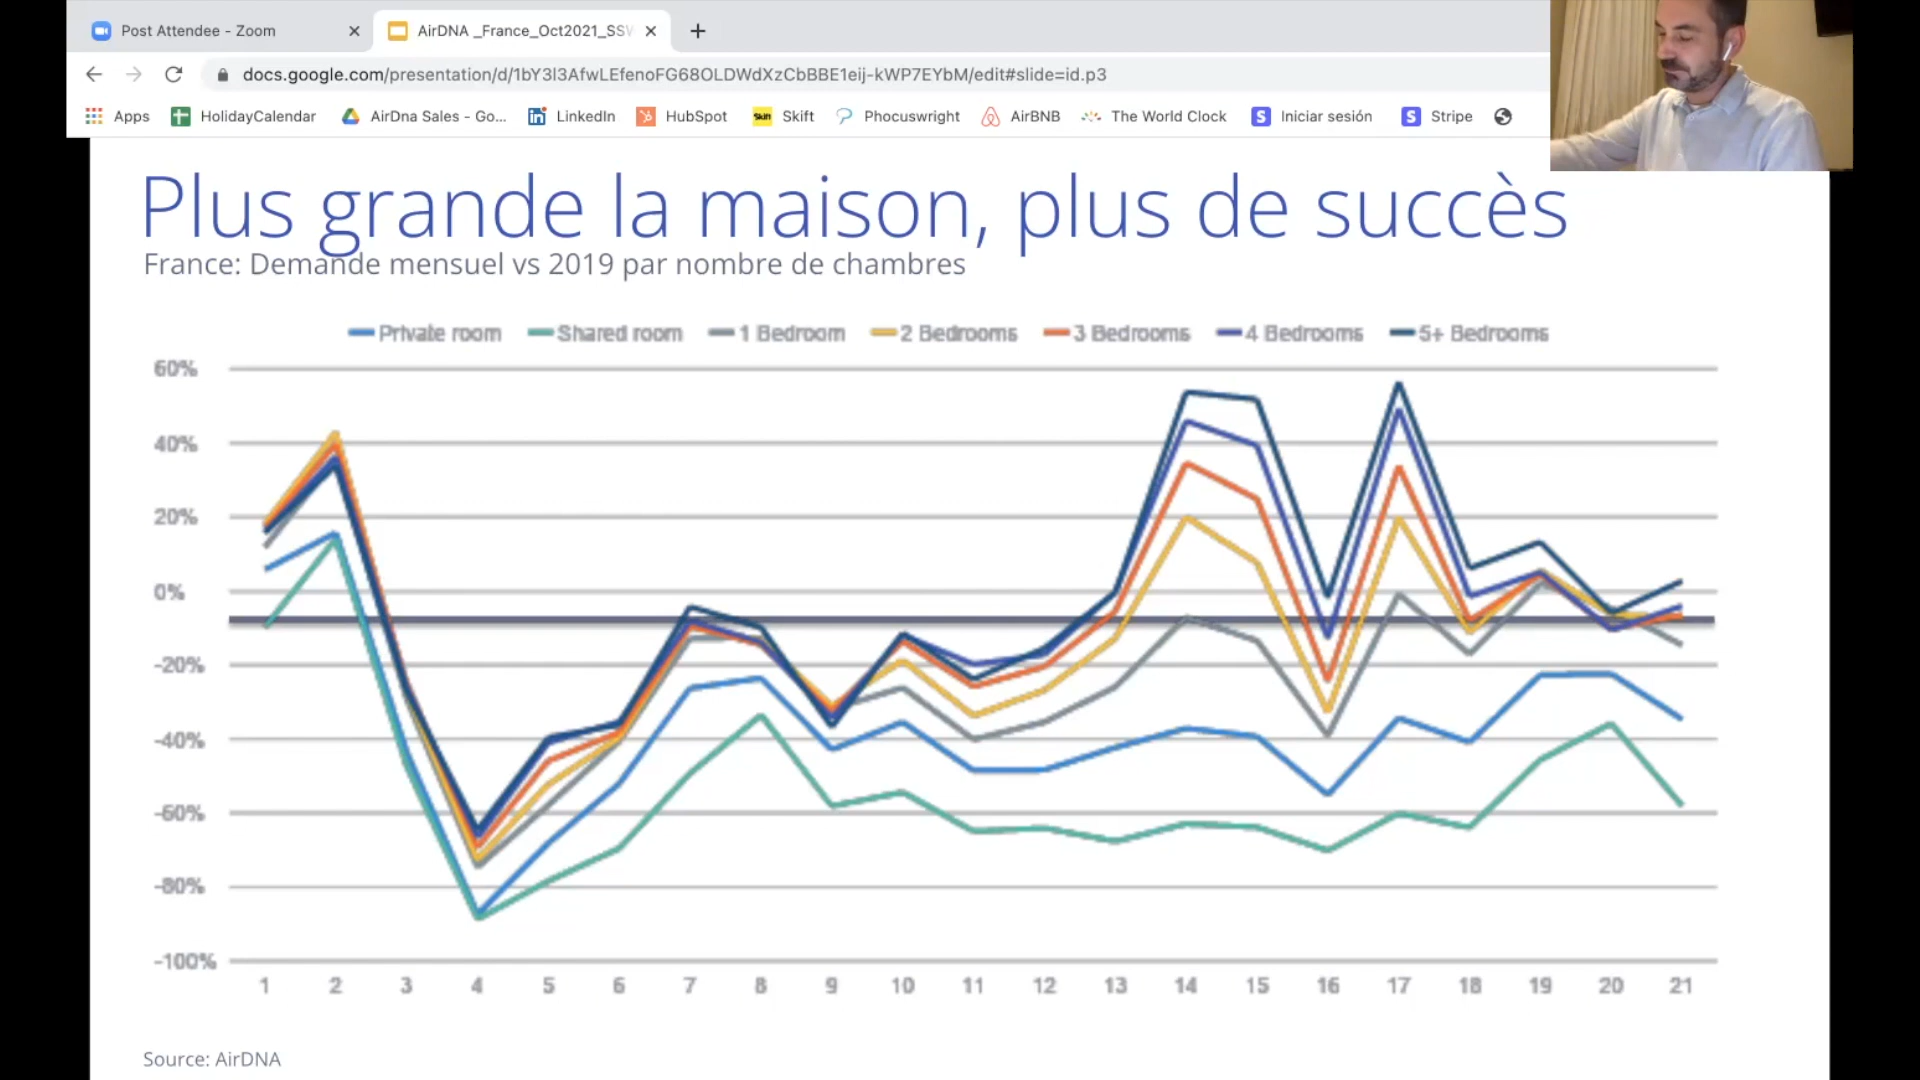 Post Attendee - Zoom
AirDNA _France_Oct2021_SSW
docs.google.com/presentation/d/1bY3I3AfwLEfenoFG68OLDWdXzCbBBE1eij-kWP7EYbM/edit#slide=id.p3
Apps HolidayCalendar AirDna Sales - Go... LinkedIn HubSpot Skift Phocuswright AirBNB The World Clock Iniciar sesión Stripe
Plus grande la maison, plus de succès
France: Demande mensuel vs 2019 par nombre de chambres
Private room Shared room 1 Bedroom 2 Bedrooms 3 Bedrooms 4 Bedrooms 5+ Bedrooms
60%
40%
20%
0%
-20%
-40%
-60%
-80%
-100%
1 2 3 4 5 6 7 8 9 10 11 12 13 14 15 16 17 18 19 20 21
Source: AirDNA